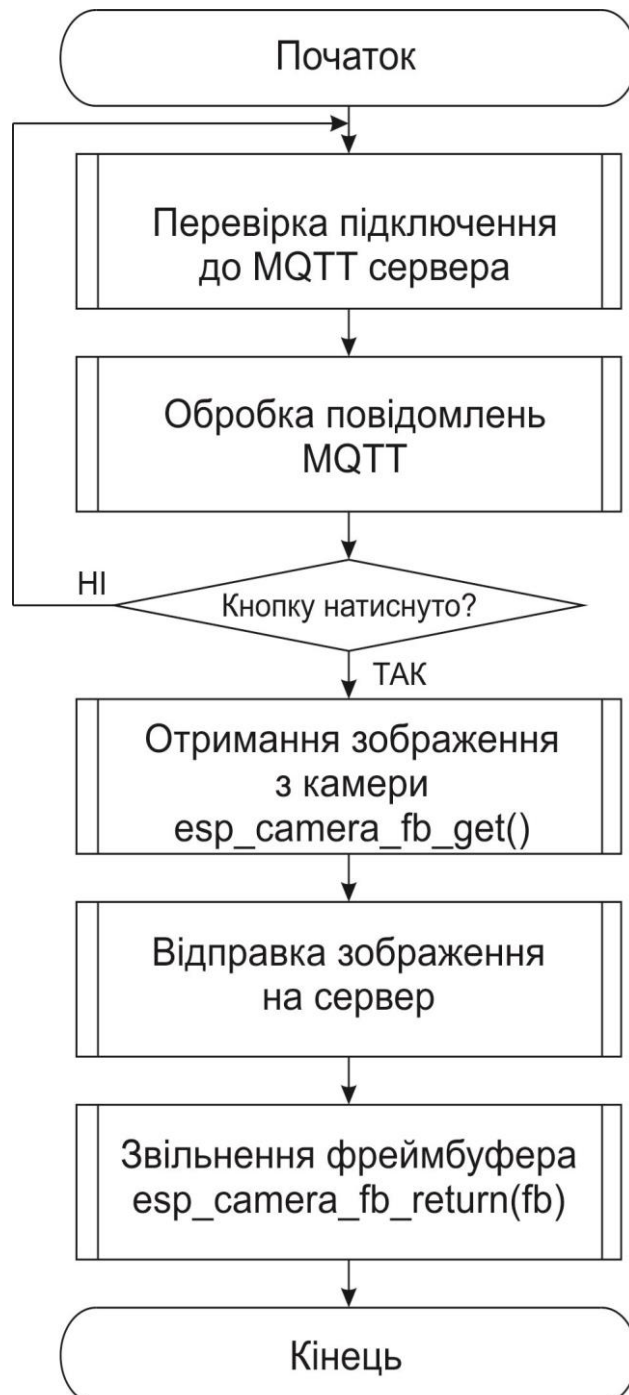 Початок
Перевірка підключення
до MQTT сервера
Обробка повідомлень
MQTT
НІ
Кнопку натиснуто?
ТАК
Отримання зображення
з камери
esp_camera_fb_get()
Відправка зображення
на сервер
Звільнення фреймбуфера
esp_camera_fb_return(fb)
Кінець